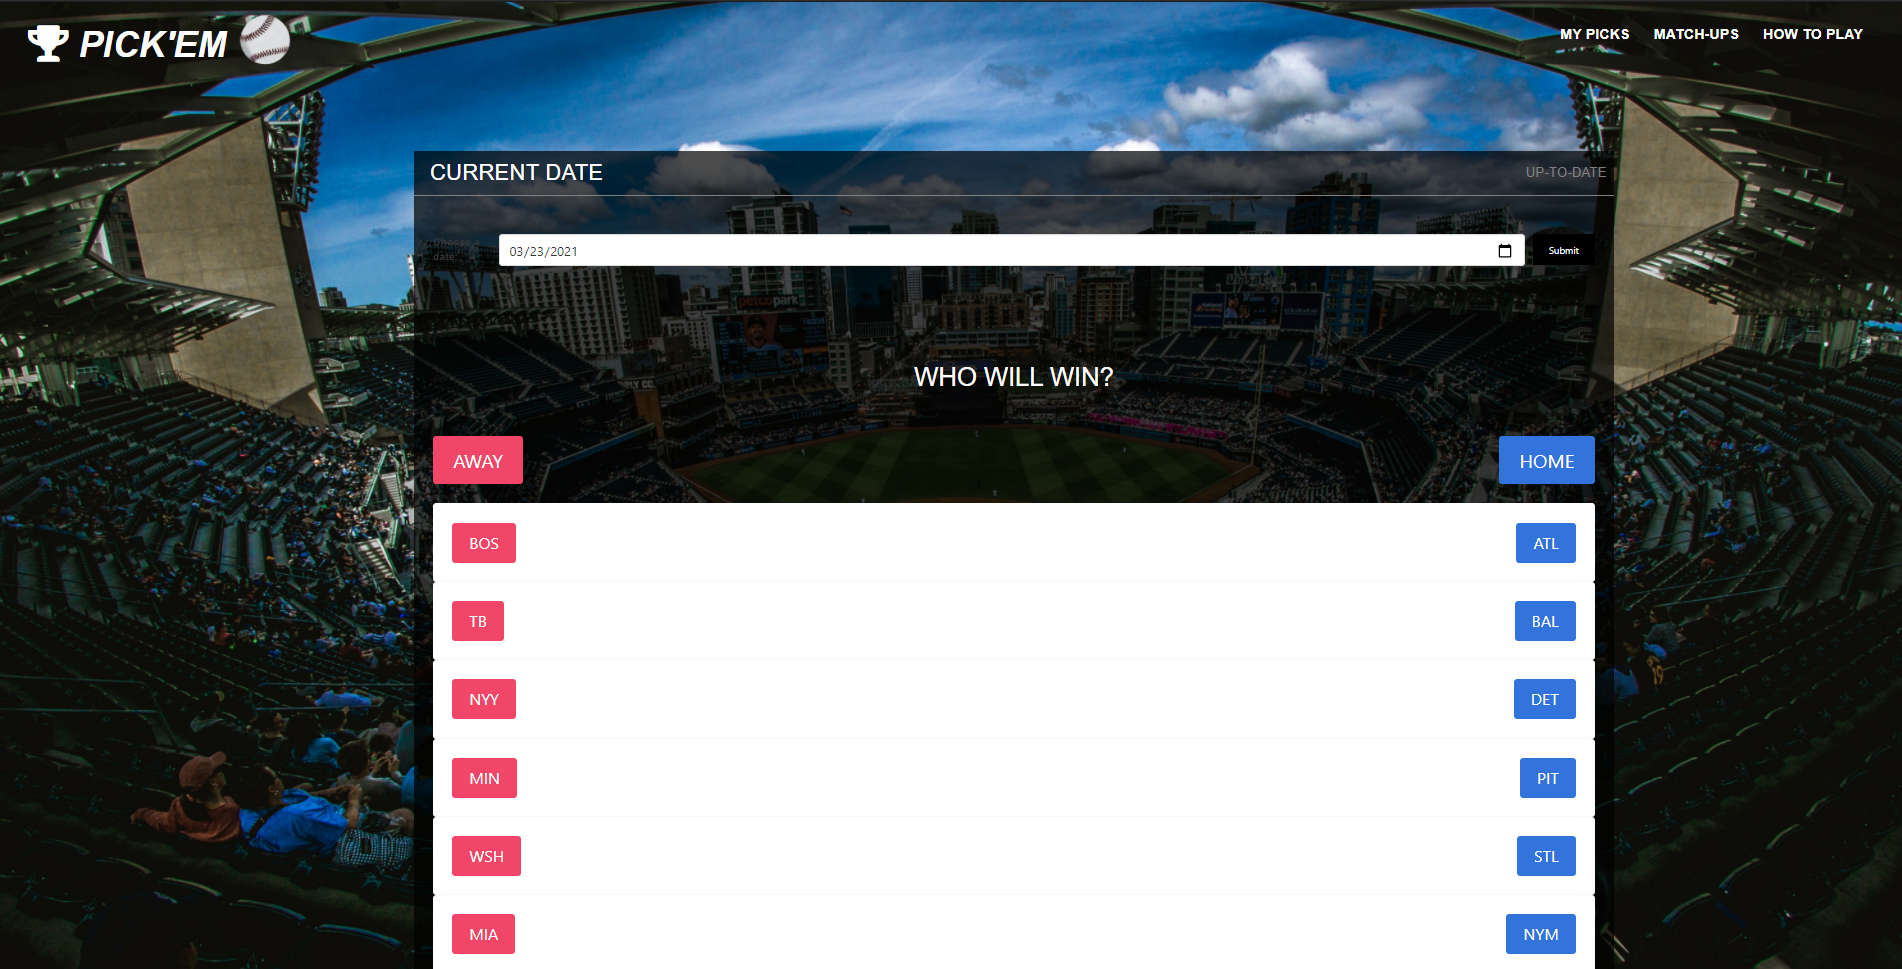 PICK'EM
MY PICKS MATCH-UPS HOW TO PLAY
CURRENT DATE
UP-TO-DATE
Choose a
date:
03/23/2021
Submit
petcopark
WHO WILL WIN?
AWAY
HOME
BOS
ATL
TB
BAL
NYY
DET
MIN
PIT
WSH
STL
MIA
NYM